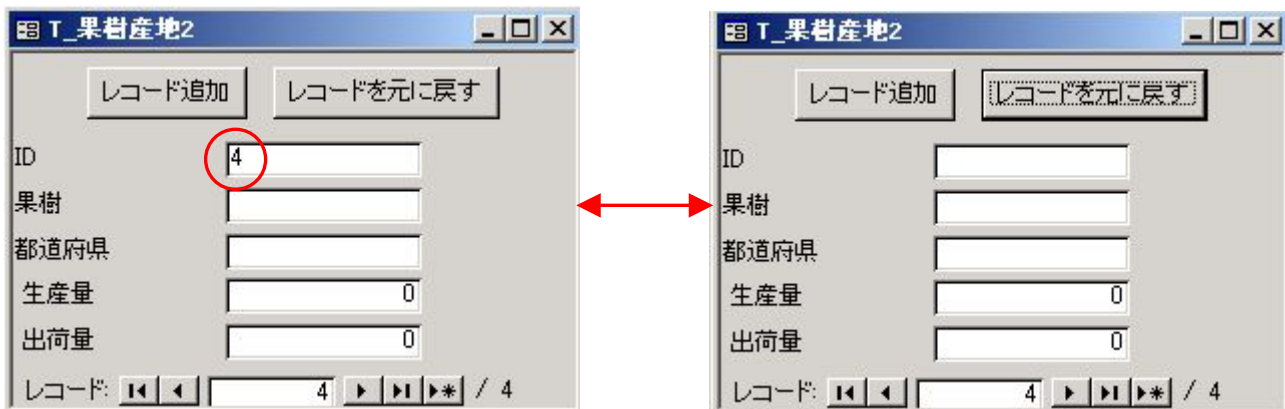 T_果樹産地2
レコード追加 レコードを元に戻す
ID 4
果樹
都道府県
生産量 0
出荷量 0
レコード: 4 / 4
T_果樹産地2
レコード追加 レコードを元に戻す
ID
果樹
都道府県
生産量 0
出荷量 0
レコード: 4 / 4